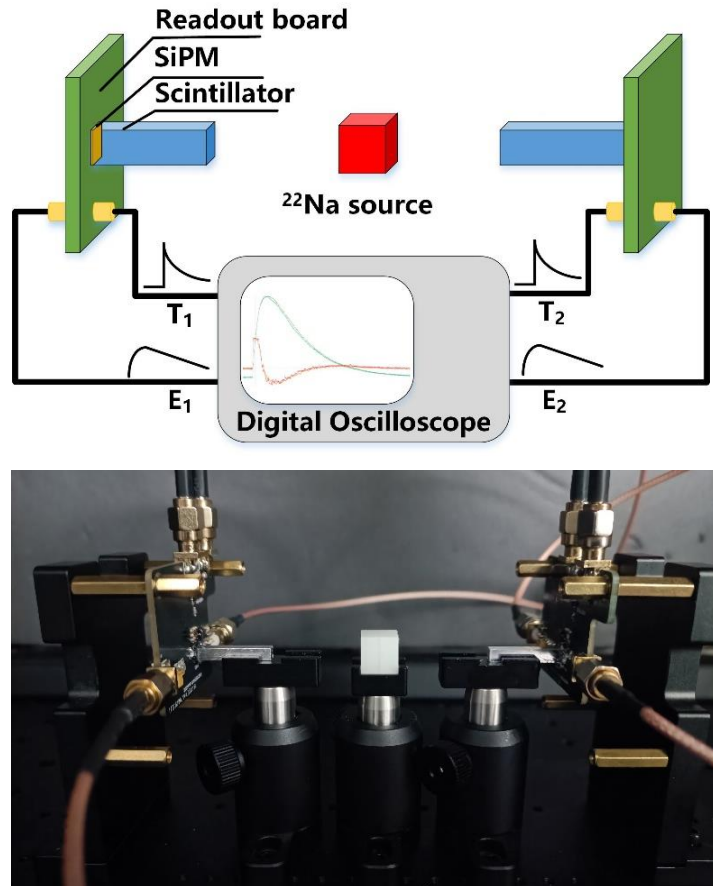 Readout board
SiPM
Scintillator
²²Na source
T₁
T₂
E₁
E₂
Digital Oscilloscope